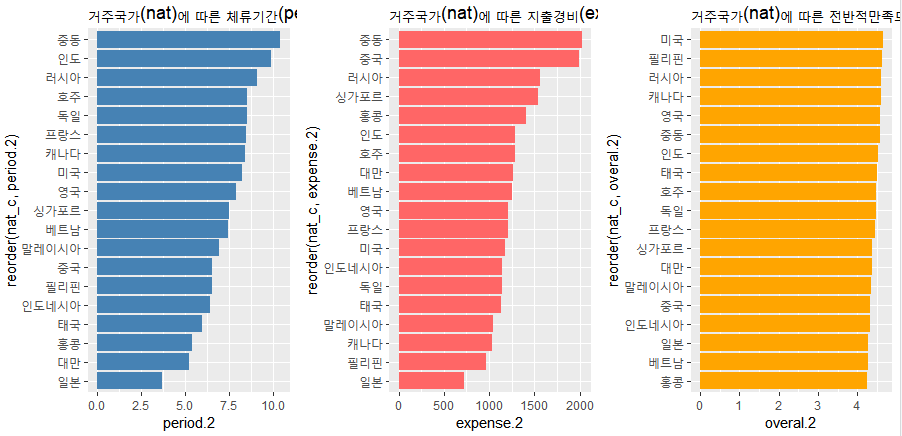 거주국가(nat)에 따른 체류기간(pe
reorder(nat_c, period.2)
중동
인도
러시아
호주
독일
프랑스
캐나다
미국
영국
싱가포르
베트남
말레이시아
중국
필리핀
인도네시아
태국
홍콩
대만
일본
0.0 2.5 5.0 7.5 10.0
period.2
거주국가(nat)에 따른 지출경비(ex
reorder(nat_c, expense.2)
중동
중국
러시아
싱가포르
홍콩
인도
호주
대만
베트남
영국
프랑스
미국
인도네시아
독일
태국
말레이시아
캐나다
필리핀
일본
0 500 1000 1500 2000
expense.2
거주국가(nat)에 따른 전반적만족도
reorder(nat_c, overal.2)
미국
필리핀
러시아
캐나다
영국
중동
인도
태국
호주
독일
프랑스
싱가포르
대만
말레이시아
중국
인도네시아
일본
베트남
홍콩
0 1 2 3 4
overal.2